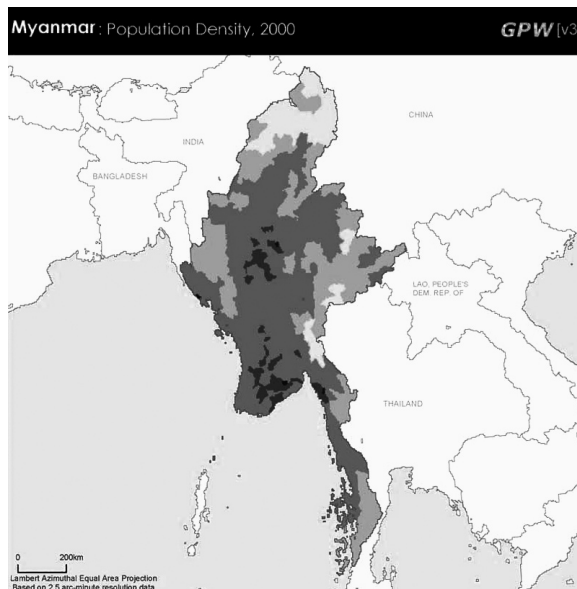 Myanmar: Population Density, 2000
GPW [v3
CHINA
INDIA
BANGLADESH
LAO, PEOPLE'S
DEM. REP. OF
THAILAND
0 200km
Lambert Azimuthal Equal Area Projection
Based on 2.5 arc-minute resolution data